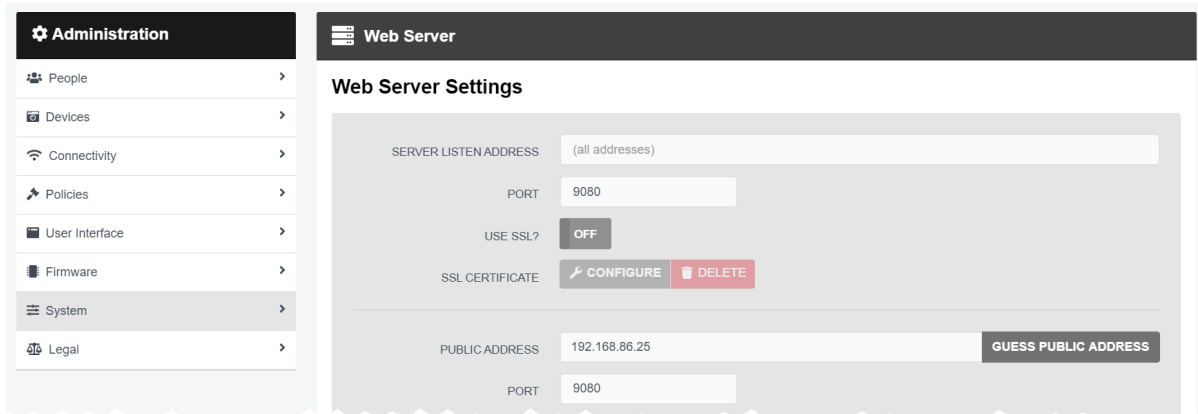 Administration
People
Devices
Connectivity
Policies
User Interface
Firmware
System
Legal
Web Server
Web Server Settings
SERVER LISTEN ADDRESS (all addresses)
PORT 9080
USE SSL? OFF
SSL CERTIFICATE CONFIGURE DELETE
PUBLIC ADDRESS 192.168.86.25 GUESS PUBLIC ADDRESS
PORT 9080